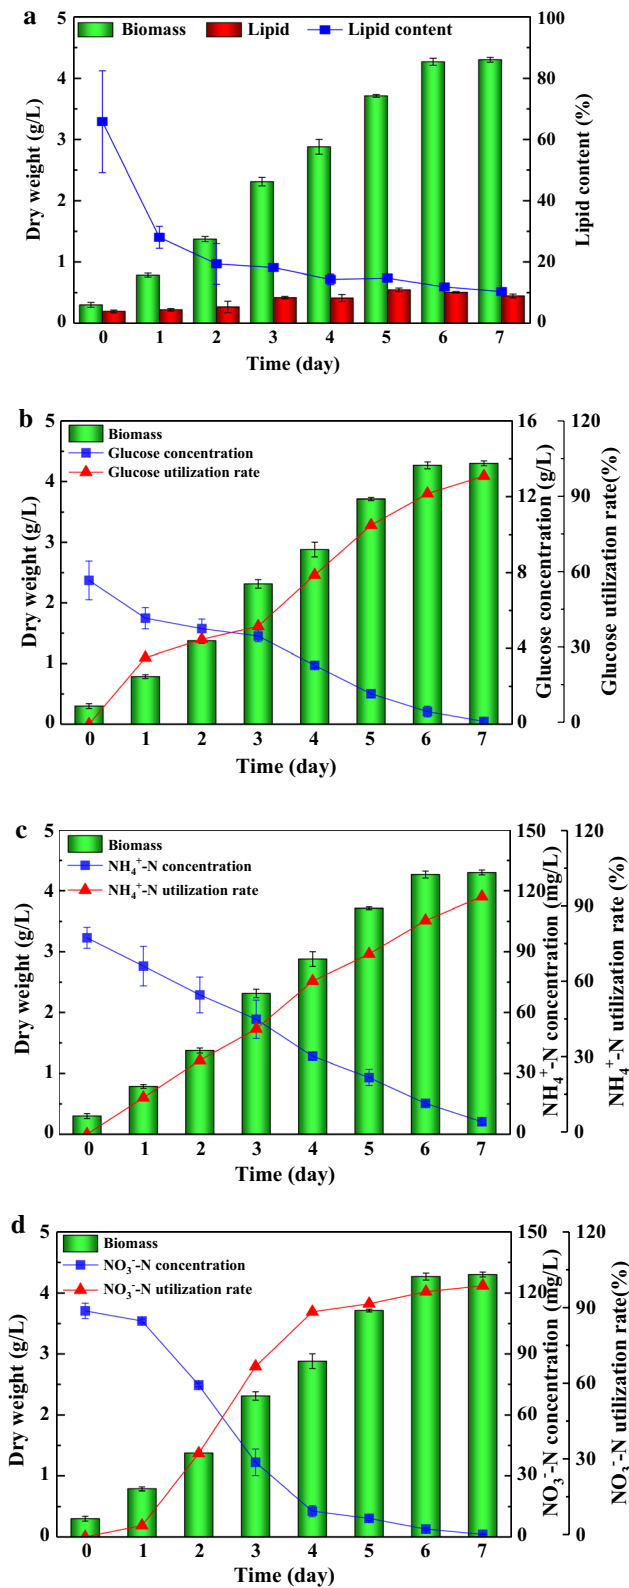 a
Biomass Lipid Lipid content
5 100
4 80
3 60
2 40
1 20
0 0
Dry weight (g/L)
Lipid content (%)
0 1 2 3 4 5 6 7
Time (day)
b
Biomass
Glucose concentration
Glucose utilization rate
5 16 120
4 12 90
3 8 60
2 4 30
1 0 0
0
Dry weight (g/L)
Glucose concentration (g/L)
Glucose utilization rate(%)
0 1 2 3 4 5 6 7
Time (day)
c
Biomass
NH₄⁺-N concentration
NH₄⁺-N utilization rate
5 150 120
4 120 90
3 90 60
2 60 30
1 30 0
0 0
Dry weight (g/L)
NH₄⁺-N concentration (mg/L)
NH₄⁺-N utilization rate (%)
0 1 2 3 4 5 6 7
Time (day)
d
Biomass
NO₃⁻-N concentration
NO₃⁻-N utilization rate
5 150 120
4 120 90
3 90 60
2 60 30
1 30 0
0 0
Dry weight (g/L)
NO₃⁻-N concentration (mg/L)
NO₃⁻-N utilization rate(%)
0 1 2 3 4 5 6 7
Time (day)